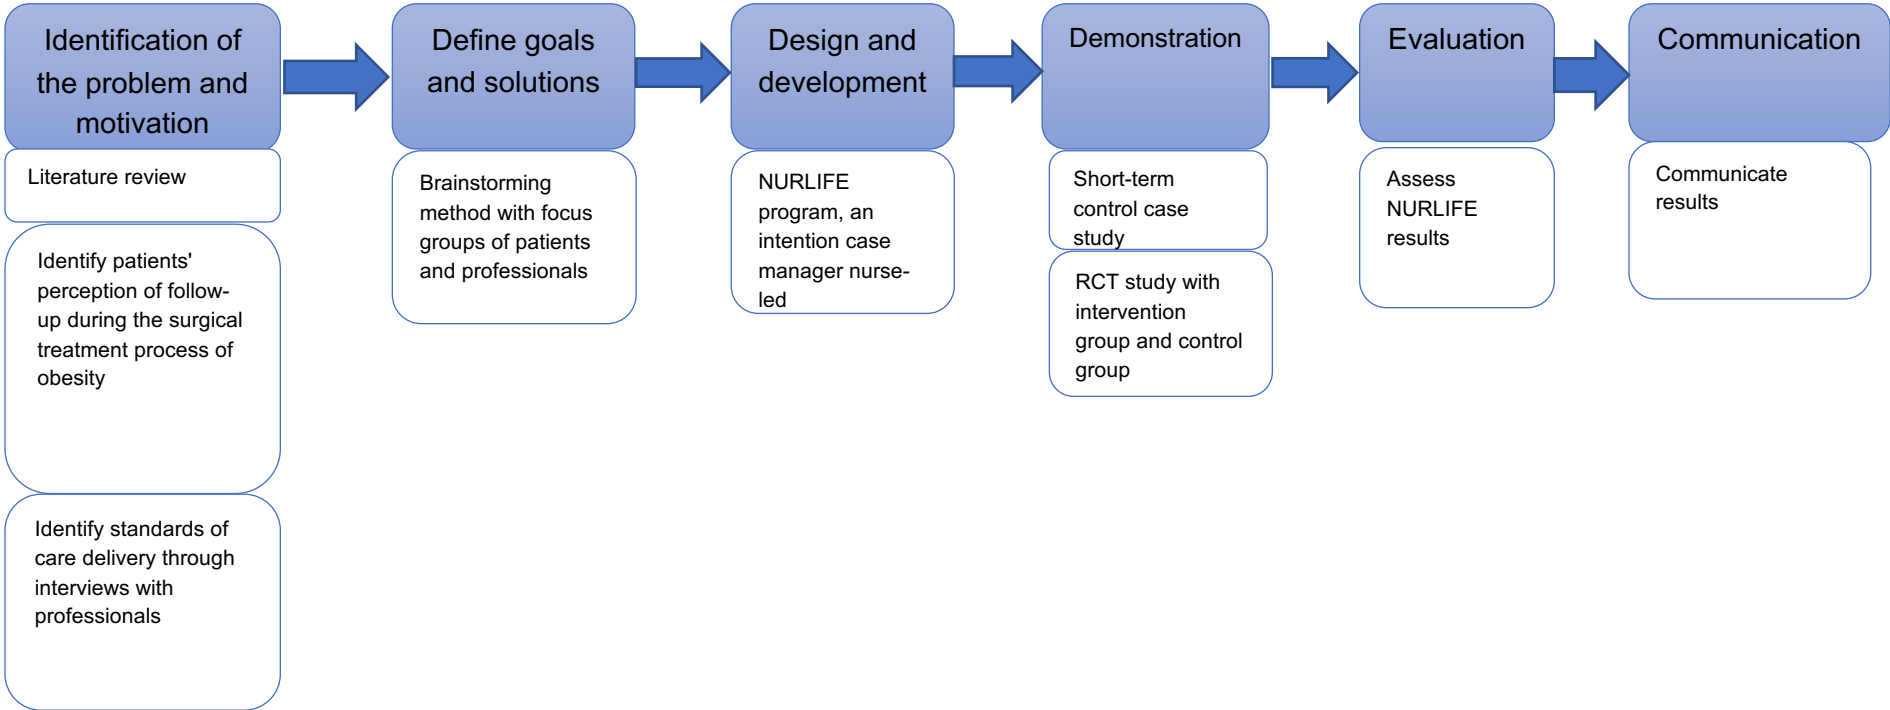 Identification of
the problem and
motivation
Define goals
and solutions
Design and
development
Demonstration
Evaluation
Communication
Literature review
Identify patients'
perception of follow-
up during the surgical
treatment process of
obesity
Identify standards of
care delivery through
interviews with
professionals
Brainstorming
method with focus
groups of patients
and professionals
NURLIFE
program, an
intention case
manager nurse-
led
Short-term
control case
study
RCT study with
intervention
group and control
group
Assess
NURLIFE
results
Communicate
results